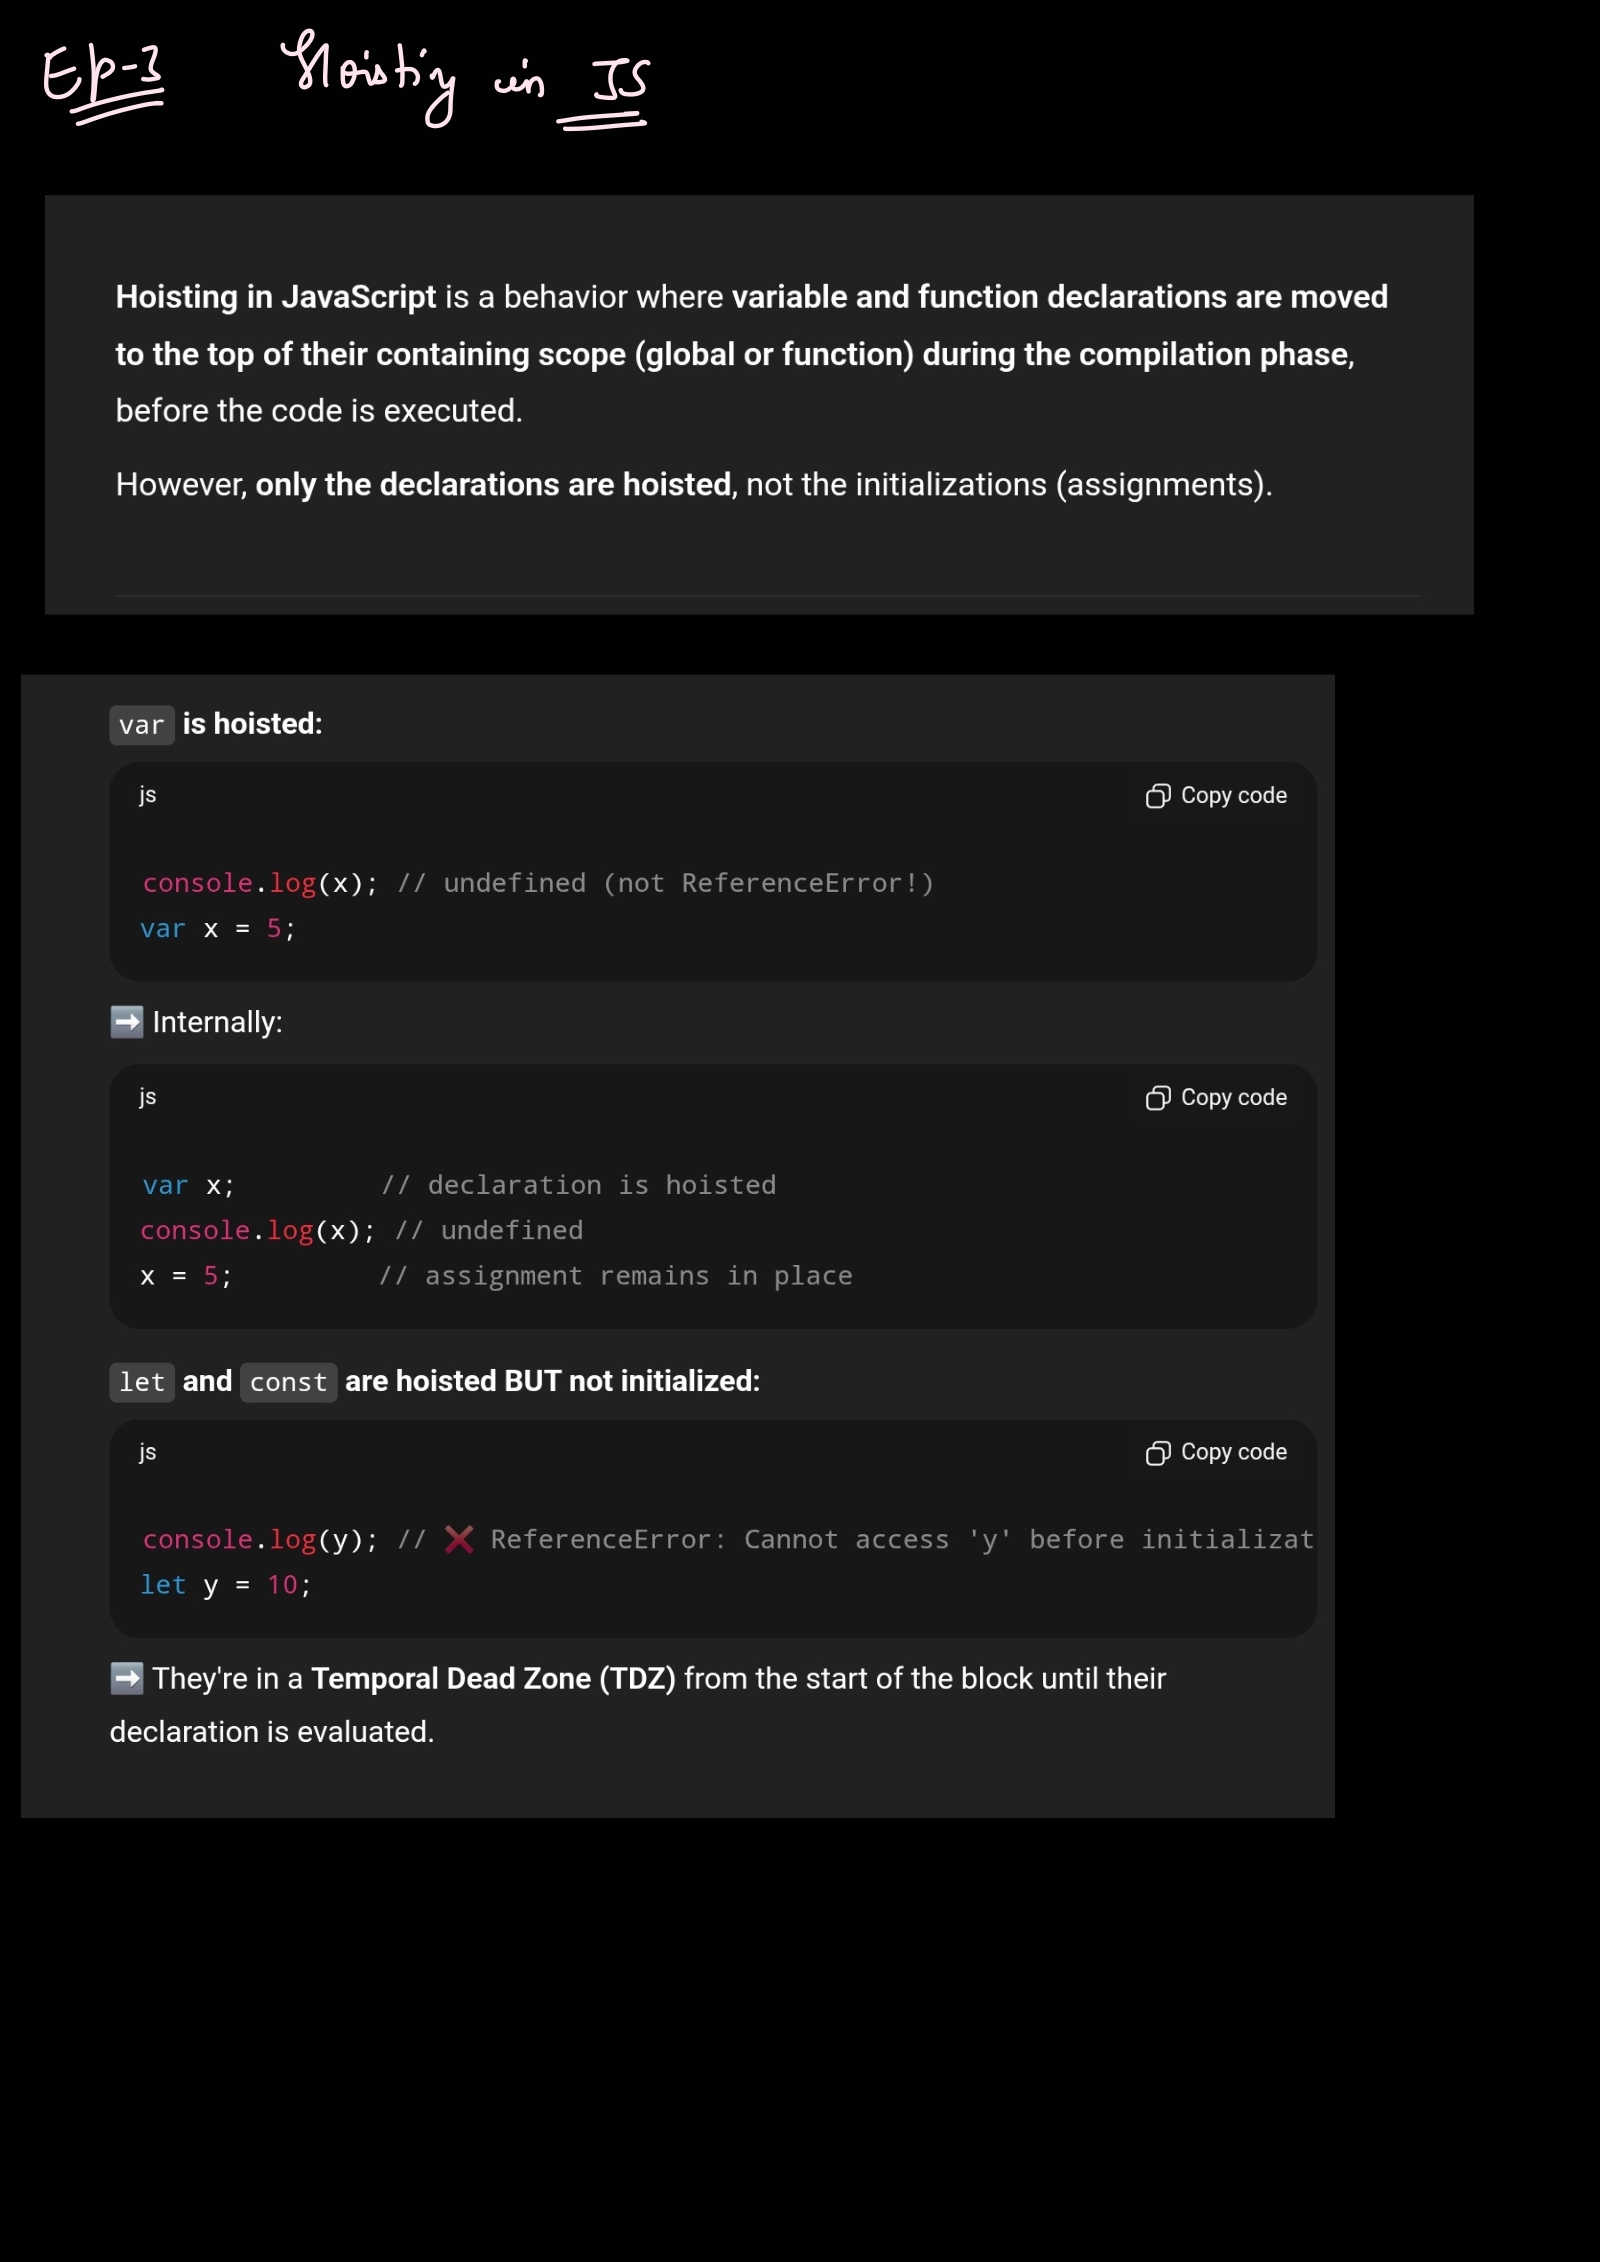 Ep-3 Hoisting in JS
Hoisting in JavaScript is a behavior where variable and function declarations are moved
to the top of their containing scope (global or function) during the compilation phase,
before the code is executed.
However, only the declarations are hoisted, not the initializations (assignments).
var is hoisted:
js Copy code
console.log(x); // undefined (not ReferenceError!)
var x = 5;
➡️ Internally:
js Copy code
var x; // declaration is hoisted
console.log(x); // undefined
x = 5; // assignment remains in place
let and const are hoisted BUT not initialized:
js Copy code
console.log(y); // ❌ ReferenceError: Cannot access 'y' before initializat
let y = 10;
➡️ They're in a Temporal Dead Zone (TDZ) from the start of the block until their
declaration is evaluated.